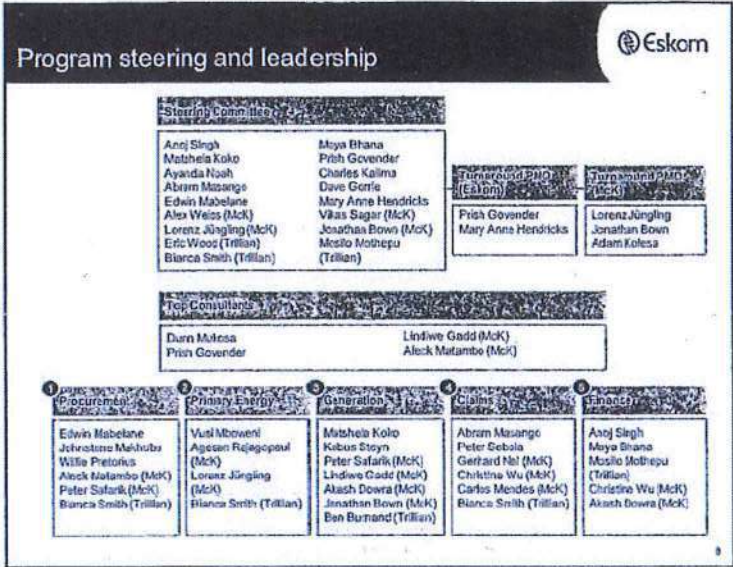 Program steering and leadership
Eskom
Steering Committee
Anoj Singh
Matshela Koko
Ayanda Noah
Abram Masango
Edwin Mabelane
Alex Weiss (McK)
Lorenz Jüngling (McK)
Eric Wood (Trillian)
Bianca Smith (Trillian)
Maya Bhana
Prish Govender
Charles Kalima
Dave Gorrie
Mary Anne Hendricks
Vikas Sagar (McK)
Jonathan Bown (McK)
Mosilo Mothepu
(Trillian)
Turnaround PMO
(Eskom)
Prish Govender
Mary Anne Hendricks
Turnaround PMO
(McK)
Lorenz Jüngling
Jonathan Bown
Adam Kolesa
Top Consultants
Prish Govender
Lindiwe Gadd (McK)
Aleck Matambo (McK)
1 Procurement
Edwin Mabelane
Johnstone Makhubu
Willie Pretorius
Aleck Matambo (McK)
Peter Safarik (McK)
Bianca Smith (Trillian)
2 Primary Energy
Vusi Mboweni
Agesan Rajagopaul
(McK)
Lorenz Jüngling
(McK)
Bianca Smith (Trillian)
3 Generation
Matshela Koko
Kobus Steyn
Peter Safarik (McK)
Lindiwe Gadd (McK)
Akash Dowra (McK)
Jonathan Bown (McK)
Ben Burnand (Trillian)
4 Claims
Abram Masango
Peter Sebola
Gerhard Nel (McK)
Christine Wu (McK)
Carlos Mendes (McK)
Bianca Smith (Trillian)
5 Finance
Anoj Singh
Maya Bhana
Mosilo Mothepu
(Trillian)
Christine Wu (McK)
Akash Dowra (McK)